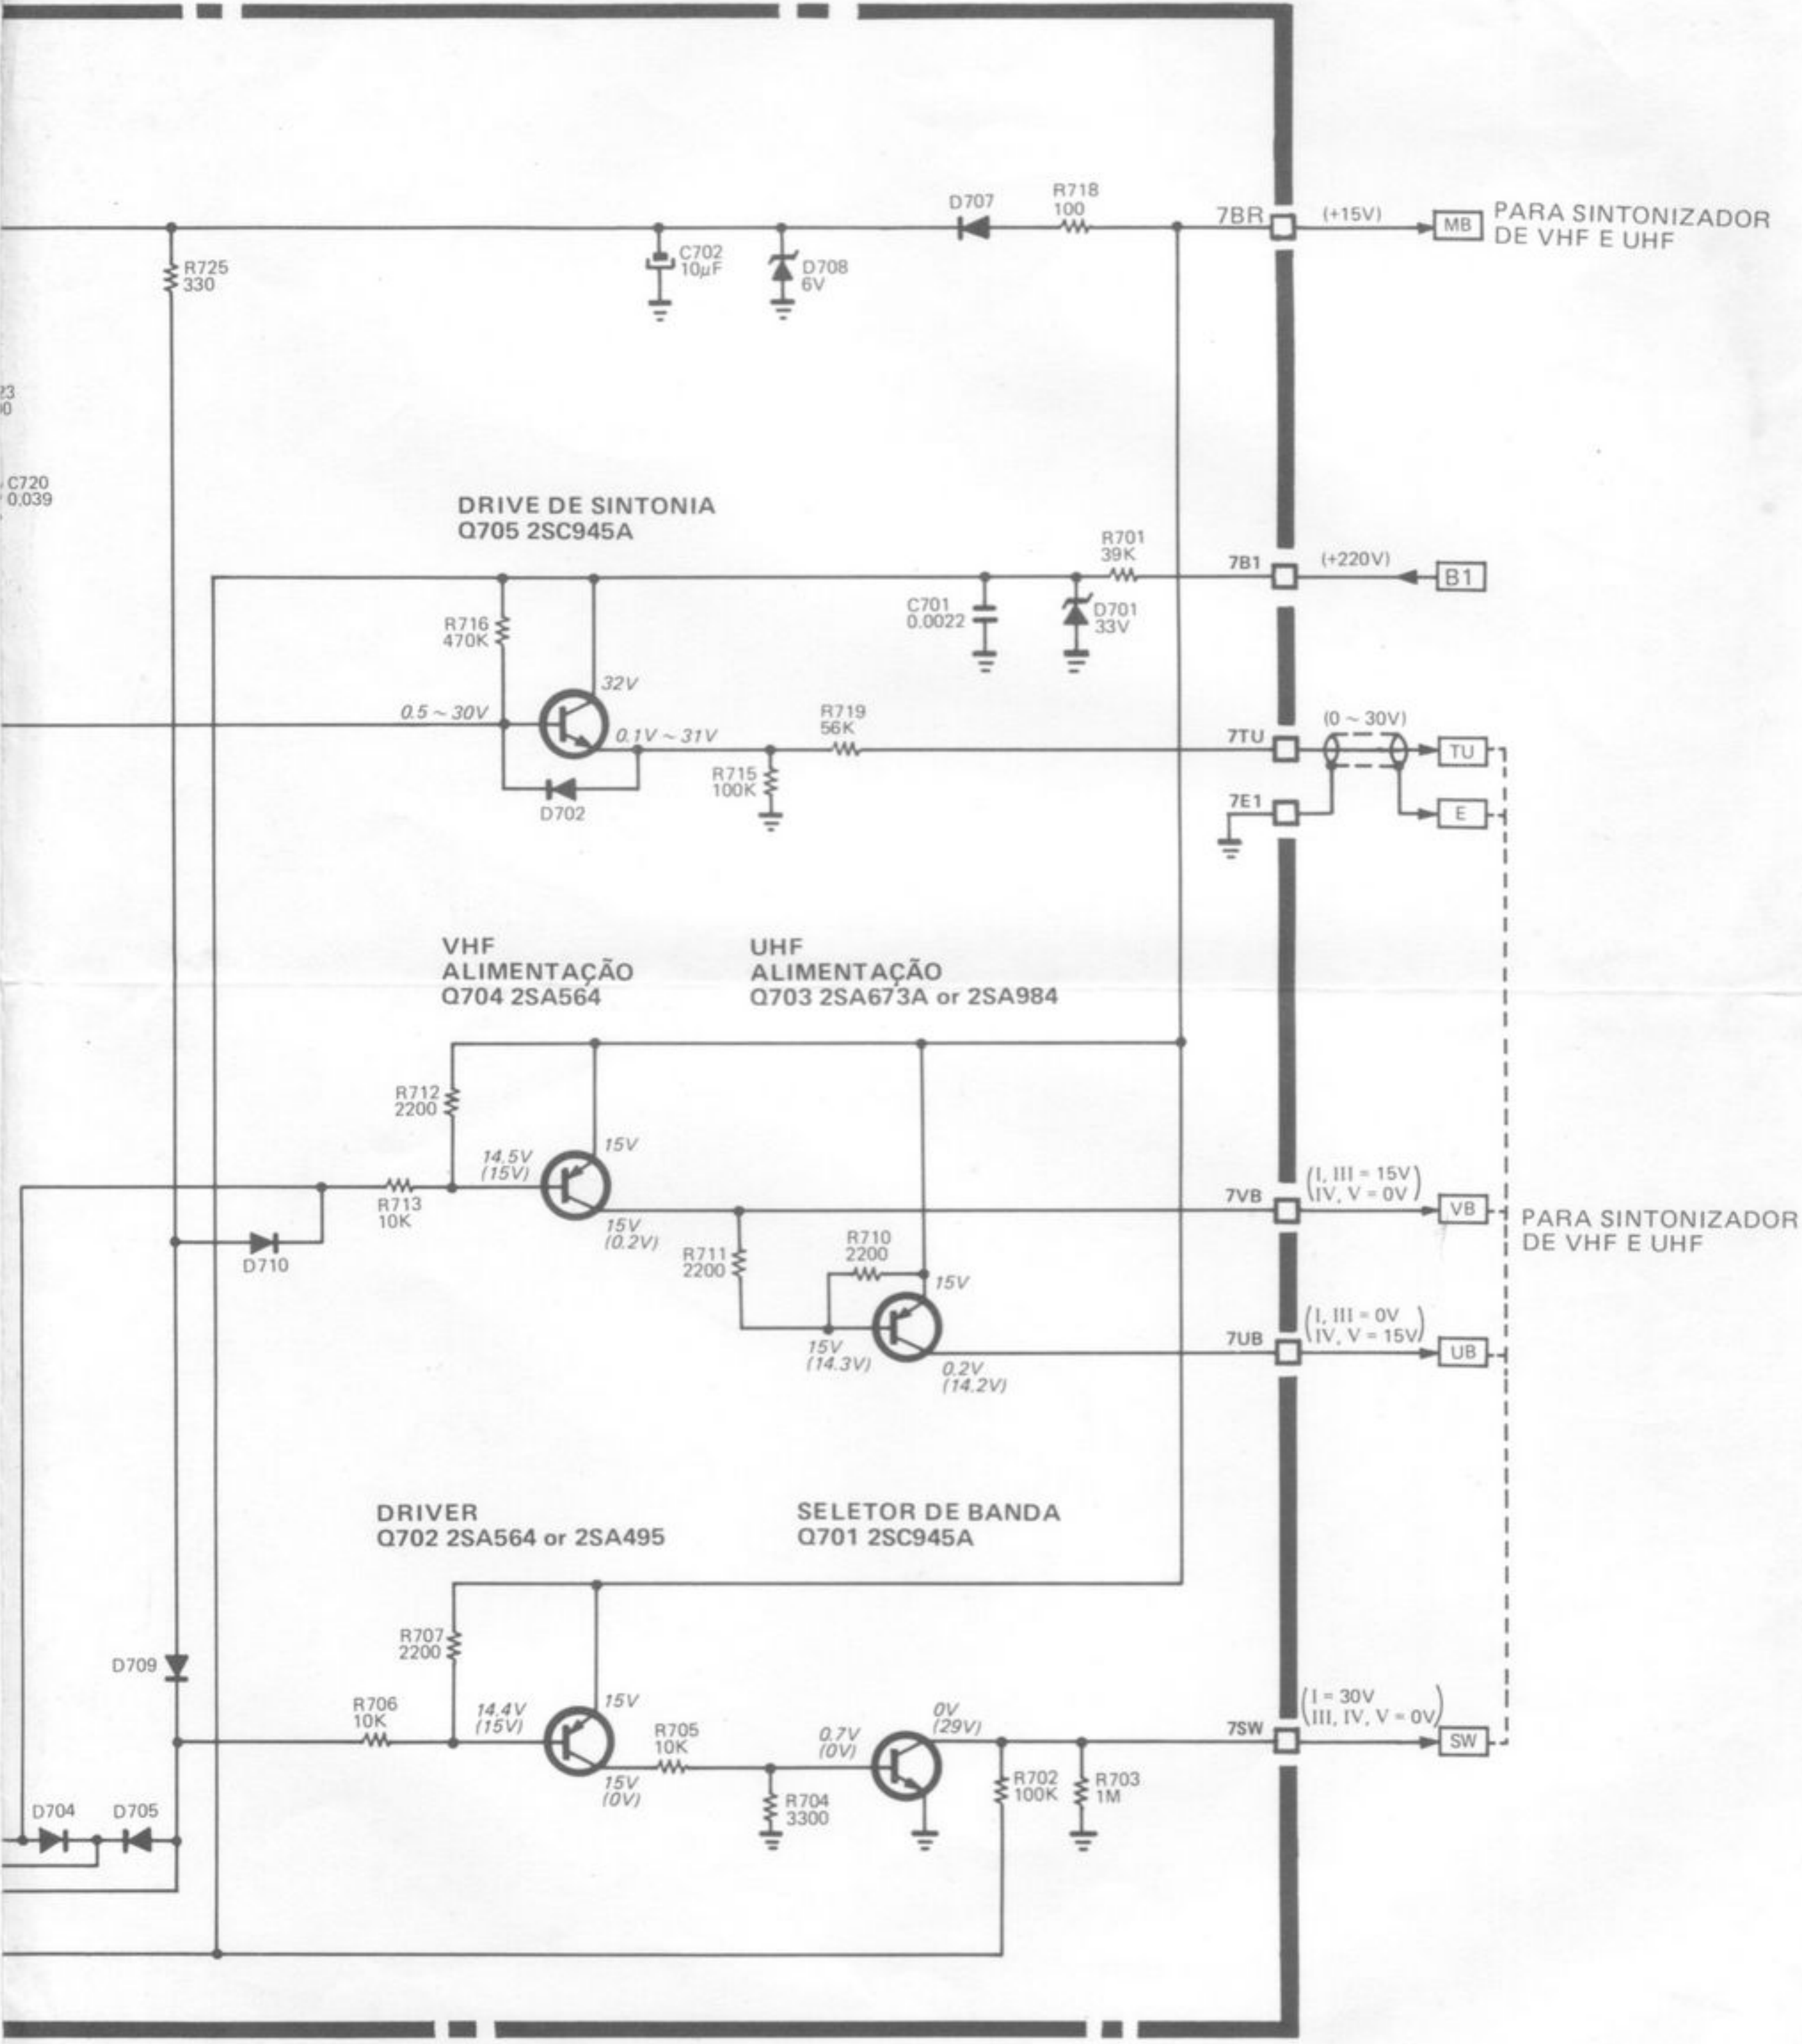 D707
R718
100
7BR
(+15V)
MB
PARA SINTONIZADOR
DE VHF E UHF
R725
330
C702
10µF
D708
6V
23
00
C720
0.039
DRIVE DE SINTONIA
Q705 2SC945A
R701
39K
7B1
(+220V)
B1
R716
470K
C701
0.0022
D701
33V
32V
0.5 ~ 30V
0.1V ~ 31V
R719
56K
7TU
(0 ~ 30V)
TU
R715
100K
D702
7E1
E
VHF
ALIMENTAÇÃO
Q704 2SA564
UHF
ALIMENTAÇÃO
Q703 2SA673A or 2SA984
R712
2200
14.5V
(15V)
15V
R713
10K
15V
(0.2V)
7VB
(I, III = 15V)
(IV, V = 0V)
VB
PARA SINTONIZADOR
DE VHF E UHF
D710
R711
2200
R710
2200
15V
15V
(14.3V)
0.2V
(14.2V)
7UB
(I, III = 0V)
(IV, V = 15V)
UB
DRIVER
Q702 2SA564 or 2SA495
SELETOR DE BANDA
Q701 2SC945A
R707
2200
D709
R706
10K
14.4V
(15V)
15V
R705
10K
15V
(0V)
0.7V
(0V)
0V
(29V)
7SW
(I = 30V)
(III, IV, V = 0V)
SW
R704
3300
R702
100K
R703
1M
D704
D705